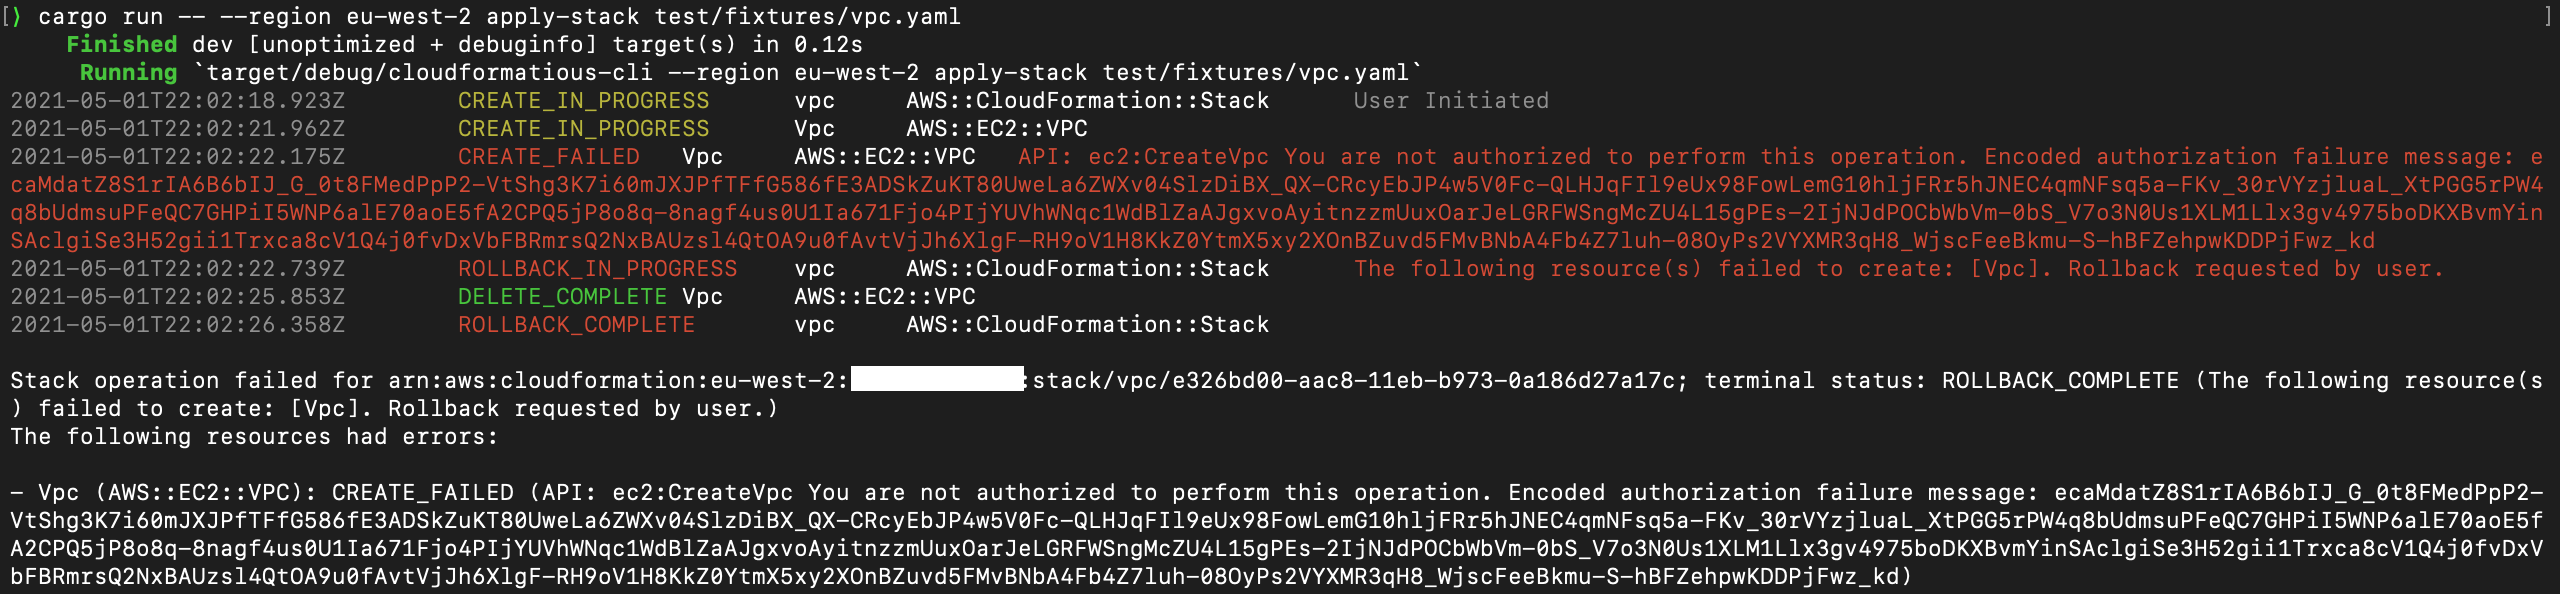 [⟩ cargo run -- --region eu-west-2 apply-stack test/fixtures/vpc.yaml ]
Finished dev [unoptimized + debuginfo] target(s) in 0.12s
Running `target/debug/cloudformatious-cli --region eu-west-2 apply-stack test/fixtures/vpc.yaml`
2021-05-01T22:02:18.923Z CREATE_IN_PROGRESS vpc AWS::CloudFormation::Stack User Initiated
2021-05-01T22:02:21.962Z CREATE_IN_PROGRESS Vpc AWS::EC2::VPC
2021-05-01T22:02:22.175Z CREATE_FAILED Vpc AWS::EC2::VPC API: ec2:CreateVpc You are not authorized to perform this operation. Encoded authorization failure message: e
caMdatZ8S1rIA6B6bIJ_G_0t8FMedPpP2-VtShg3K7i60mJXJPfTFfG586fE3ADSkZuKT80UweLa6ZWXv04SlzDiBX_QX-CRcyEbJP4w5V0Fc-QLHJqFIl9eUx98FowLemG10hljFRr5hJNEC4qmNFsq5a-FKv_30rVYzjluaL_XtPGG5rPW4
q8bUdmsuPFeQC7GHPiI5WNP6alE70aoE5fA2CPQ5jP8o8q-8nagf4us0U1Ia671Fjo4PIjYUVhWNqc1WdBlZaAJgxvoAyitnzzmUuxOarJeLGRFWSngMcZU4L15gPEs-2IjNJdPOCbWbVm-0bS_V7o3N0Us1XLM1Llx3gv4975boDKXBvmYin
SAclgiSe3H52gii1Trxca8cV1Q4j0fvDxVbFBRmrsQ2NxBAUzsl4QtOA9u0fAvtVjJh6XlgF-RH9oV1H8KkZ0YtmX5xy2XOnBZuvd5FMvBNbA4Fb4Z7luh-08OyPs2VYXMR3qH8_WjscFeeBkmu-S-hBFZehpwKDDPjFwz_kd
2021-05-01T22:02:22.739Z ROLLBACK_IN_PROGRESS vpc AWS::CloudFormation::Stack The following resource(s) failed to create: [Vpc]. Rollback requested by user.
2021-05-01T22:02:25.853Z DELETE_COMPLETE Vpc AWS::EC2::VPC
2021-05-01T22:02:26.358Z ROLLBACK_COMPLETE vpc AWS::CloudFormation::Stack
Stack operation failed for arn:aws:cloudformation:eu-west-2: :stack/vpc/e326bd00-aac8-11eb-b973-0a186d27a17c; terminal status: ROLLBACK_COMPLETE (The following resource(s
) failed to create: [Vpc]. Rollback requested by user.)
The following resources had errors:
- Vpc (AWS::EC2::VPC): CREATE_FAILED (API: ec2:CreateVpc You are not authorized to perform this operation. Encoded authorization failure message: ecaMdatZ8S1rIA6B6bIJ_G_0t8FMedPpP2-
VtShg3K7i60mJXJPfTFfG586fE3ADSkZuKT80UweLa6ZWXv04SlzDiBX_QX-CRcyEbJP4w5V0Fc-QLHJqFIl9eUx98FowLemG10hljFRr5hJNEC4qmNFsq5a-FKv_30rVYzjluaL_XtPGG5rPW4q8bUdmsuPFeQC7GHPiI5WNP6alE70aoE5f
A2CPQ5jP8o8q-8nagf4us0U1Ia671Fjo4PIjYUVhWNqc1WdBlZaAJgxvoAyitnzzmUuxOarJeLGRFWSngMcZU4L15gPEs-2IjNJdPOCbWbVm-0bS_V7o3N0Us1XLM1Llx3gv4975boDKXBvmYinSAclgiSe3H52gii1Trxca8cV1Q4j0fvDxV
bFBRmrsQ2NxBAUzsl4QtOA9u0fAvtVjJh6XlgF-RH9oV1H8KkZ0YtmX5xy2XOnBZuvd5FMvBNbA4Fb4Z7luh-08OyPs2VYXMR3qH8_WjscFeeBkmu-S-hBFZehpwKDDPjFwz_kd)